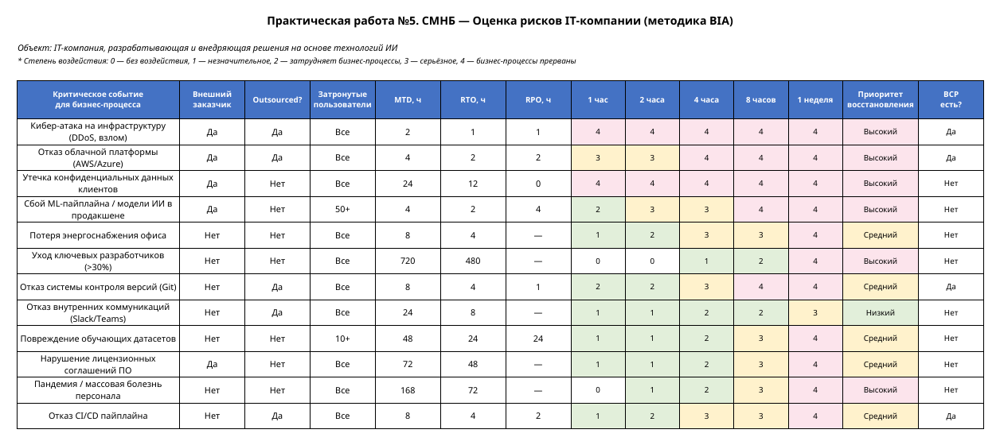 Практическая работа №5. СМНБ — Оценка рисков IT-компании (методика BIA)
Объект: IT-компания, разрабатывающая и внедряющая решения на основе технологий ИИ
* Степень воздействия: 0 — без воздействия, 1 — незначительное, 2 — затрудняет бизнес-процессы, 3 — серьёзное, 4 — бизнес-процессы прерваны
Критическое событие
для бизнес-процесса
Внешний
заказчик
Outsourced?
Затронутые
пользователи
MTD, ч
RTO, ч
RPO, ч
1 час
2 часа
4 часа
8 часов
1 неделя
Приоритет
восстановления
BCP
есть?
Кибер-атака на инфраструктуру
(DDoS, взлом)
Да
Да
Все
2
1
1
4
4
4
4
4
Высокий
Да
Отказ облачной платформы
(AWS/Azure)
Да
Да
Все
4
2
2
3
3
4
4
4
Высокий
Да
Утечка конфиденциальных данных
клиентов
Да
Нет
Все
24
12
0
4
4
4
4
4
Высокий
Нет
Сбой ML-пайплайна / модели ИИ в
продакшене
Да
Нет
50+
4
2
4
2
3
3
4
4
Высокий
Нет
Потеря энергоснабжения офиса
Нет
Нет
Все
8
4
—
1
2
3
3
4
Средний
Нет
Уход ключевых разработчиков
(>30%)
Нет
Нет
Все
720
480
—
0
0
1
2
4
Высокий
Нет
Отказ системы контроля версий (Git)
Нет
Да
Все
8
4
1
2
2
3
4
4
Средний
Да
Отказ внутренних коммуникаций
(Slack/Teams)
Нет
Да
Все
24
8
—
1
1
2
2
3
Низкий
Нет
Повреждение обучающих датасетов
Нет
Нет
10+
48
24
24
1
1
2
3
4
Средний
Нет
Нарушение лицензионных
соглашений ПО
Да
Нет
Все
72
48
—
1
1
2
3
4
Средний
Нет
Пандемия / массовая болезнь
персонала
Нет
Нет
Все
168
72
—
0
1
2
3
4
Высокий
Нет
Отказ CI/CD пайплайна
Нет
Да
Все
8
4
2
1
2
3
3
4
Средний
Да